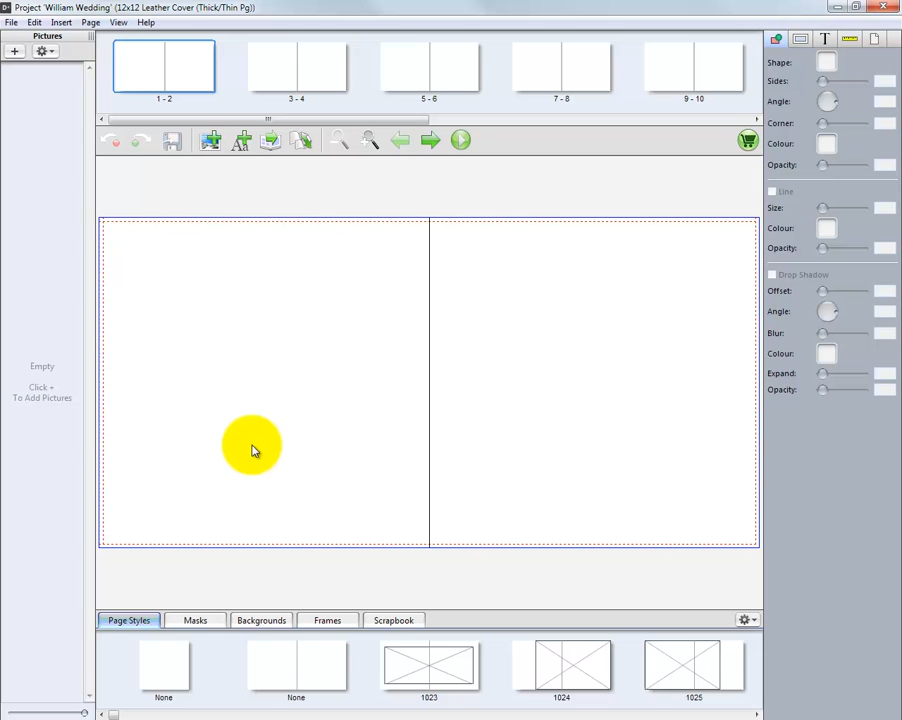 D+ Project 'William Wedding' (12x12 Leather Cover (Thick/Thin Pg))
File Edit Insert Page View Help
Pictures
1 - 2
3 - 4
5 - 6
7 - 8
9 - 10
Aa
T
Shape:
Sides:
Angle:
Corner:
Colour:
Opacity:
Line
Size:
Colour:
Opacity:
Drop Shadow
Offset:
Angle:
Blur:
Colour:
Expand:
Opacity:
Empty
Click +
To Add Pictures
Page Styles Masks Backgrounds Frames Scrapbook
None None 1023 1024 1025